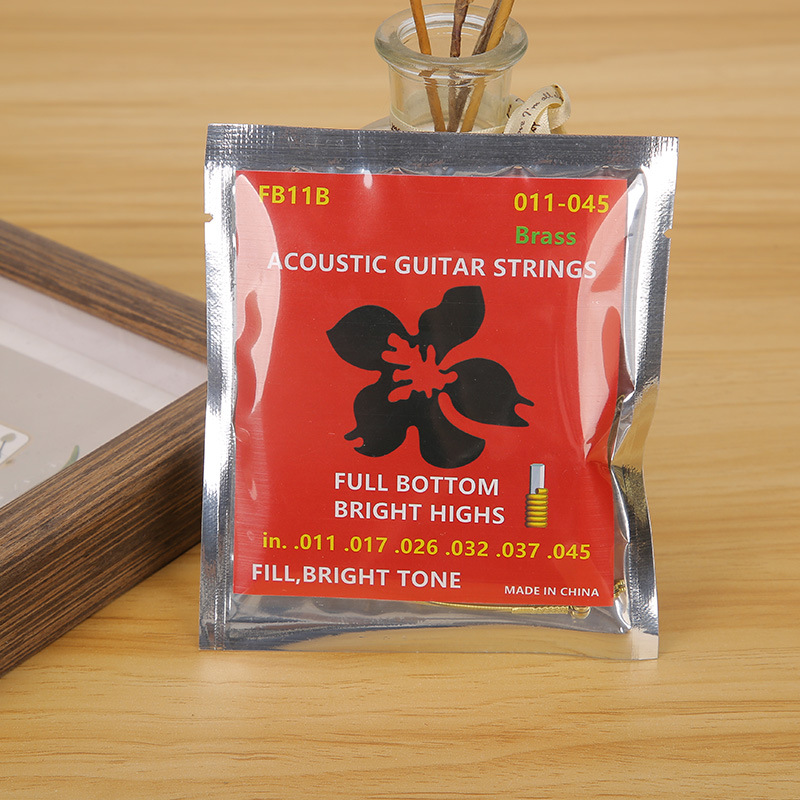 FB11B 011-045
Brass
ACOUSTIC GUITAR STRINGS
FULL BOTTOM
BRIGHT HIGHS
in. .011 .017 .026 .032 .037 .045
FILL,BRIGHT TONE
MADE IN CHINA